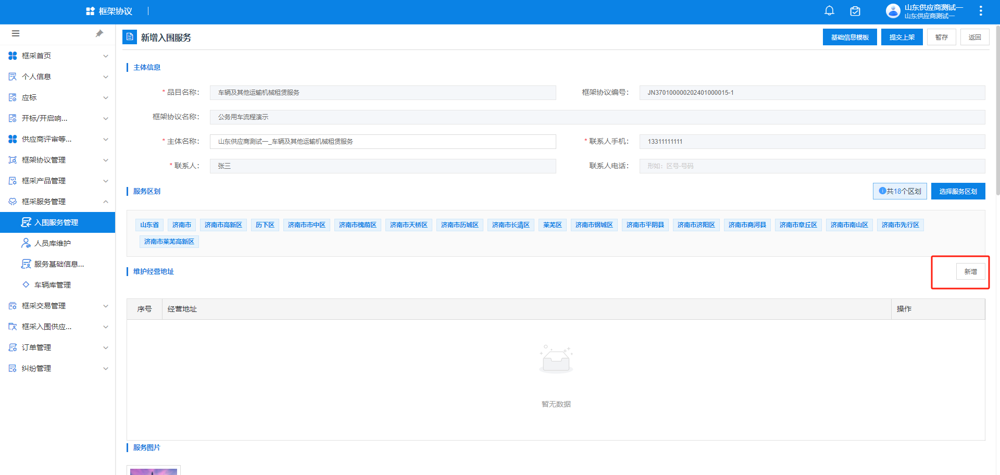 框架协议
山东供应商测试一
山东供应商测试一
框采首页
个人信息
应标
开标/开启响...
供应商评审等...
框架协议管理
框采产品管理
框采服务管理
入围服务管理
人员库维护
服务基础信息...
车辆库管理
框采交易管理
框采入围供应...
订单管理
纠纷管理
新增入围服务
基础信息模板 提交上架 暂存 返回
主体信息
* 品目名称： 车辆及其他运输机械租赁服务 框架协议编号： JN370100000202401000015-1
框架协议名称： 公务用车流程演示
* 主体名称： 山东供应商测试一_车辆及其他运输机械租赁服务 * 联系人手机： 13311111111
* 联系人： 张三 联系人电话： 形如：区号-号码
服务区划 共18个区划 选择服务区划
山东省 济南市 济南市高新区 历下区 济南市市中区 济南市槐荫区 济南市天桥区 济南市历城区 济南市长清区 莱芜区 济南市钢城区 济南市平阴县 济南市济阳区 济南市商河县 济南市章丘区 济南市南山区 济南市先行区
济南市莱芜高新区
维护经营地址 新增
序号 经营地址 操作
暂无数据
服务图片